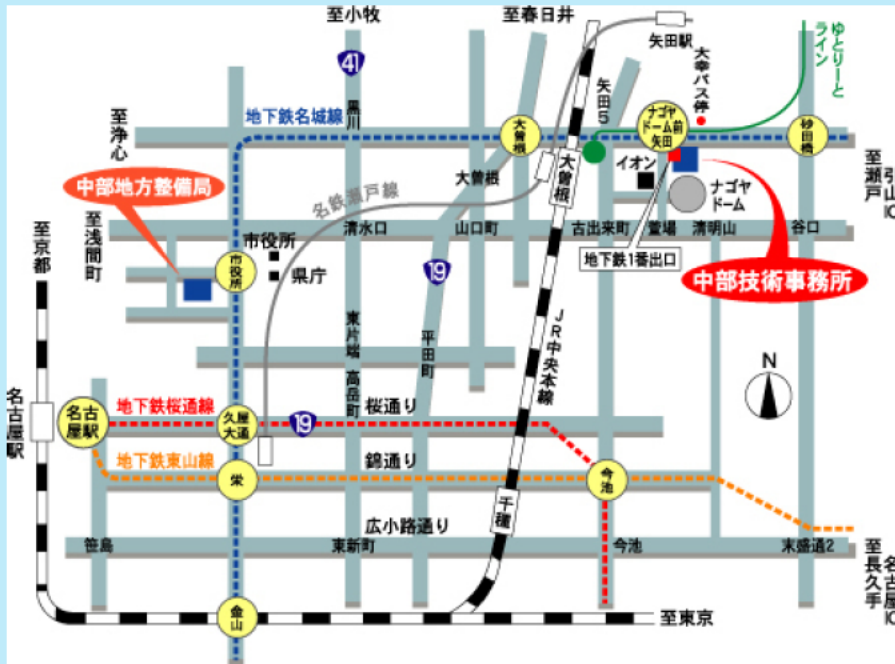 至小牧
至春日井
矢田駅
ゆとりーと
ライン
大幸バス停
41
黒川
矢田5
地下鉄名城線
至浄心
大曽根
ナゴヤ
ドーム前
矢田
砂田橋
大曽根
大曽根
イオン
ナゴヤ
ドーム
至瀬戸
引山IC
中部地方整備局
名鉄瀬戸線
至浅間町
至京都
市役所
清水口
山口町
古出来町
萱場
清明山
谷口
地下鉄1番出口
市役所
県庁
19
中部技術事務所
東片端
平田町
JR中央本線
N
高岳町
名古屋駅
名古
屋駅
地下鉄桜通線
久屋
大通
19
桜通り
地下鉄東山線
栄
錦通り
今池
千種
広小路通り
笹島
東新町
今池
末盛通2
至長久手
名古屋IC
金山
至東京